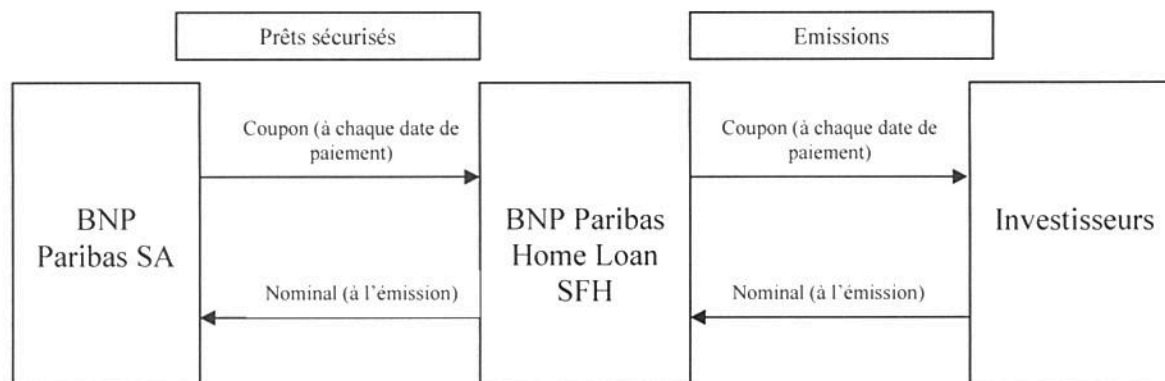 Prêts sécurisés
Emissions
Coupon (à chaque date de
paiement)
Coupon (à chaque date de
paiement)
BNP
Paribas SA
BNP Paribas
Home Loan
SFH
Investisseurs
Nominal (à l'émission)
Nominal (à l'émission)